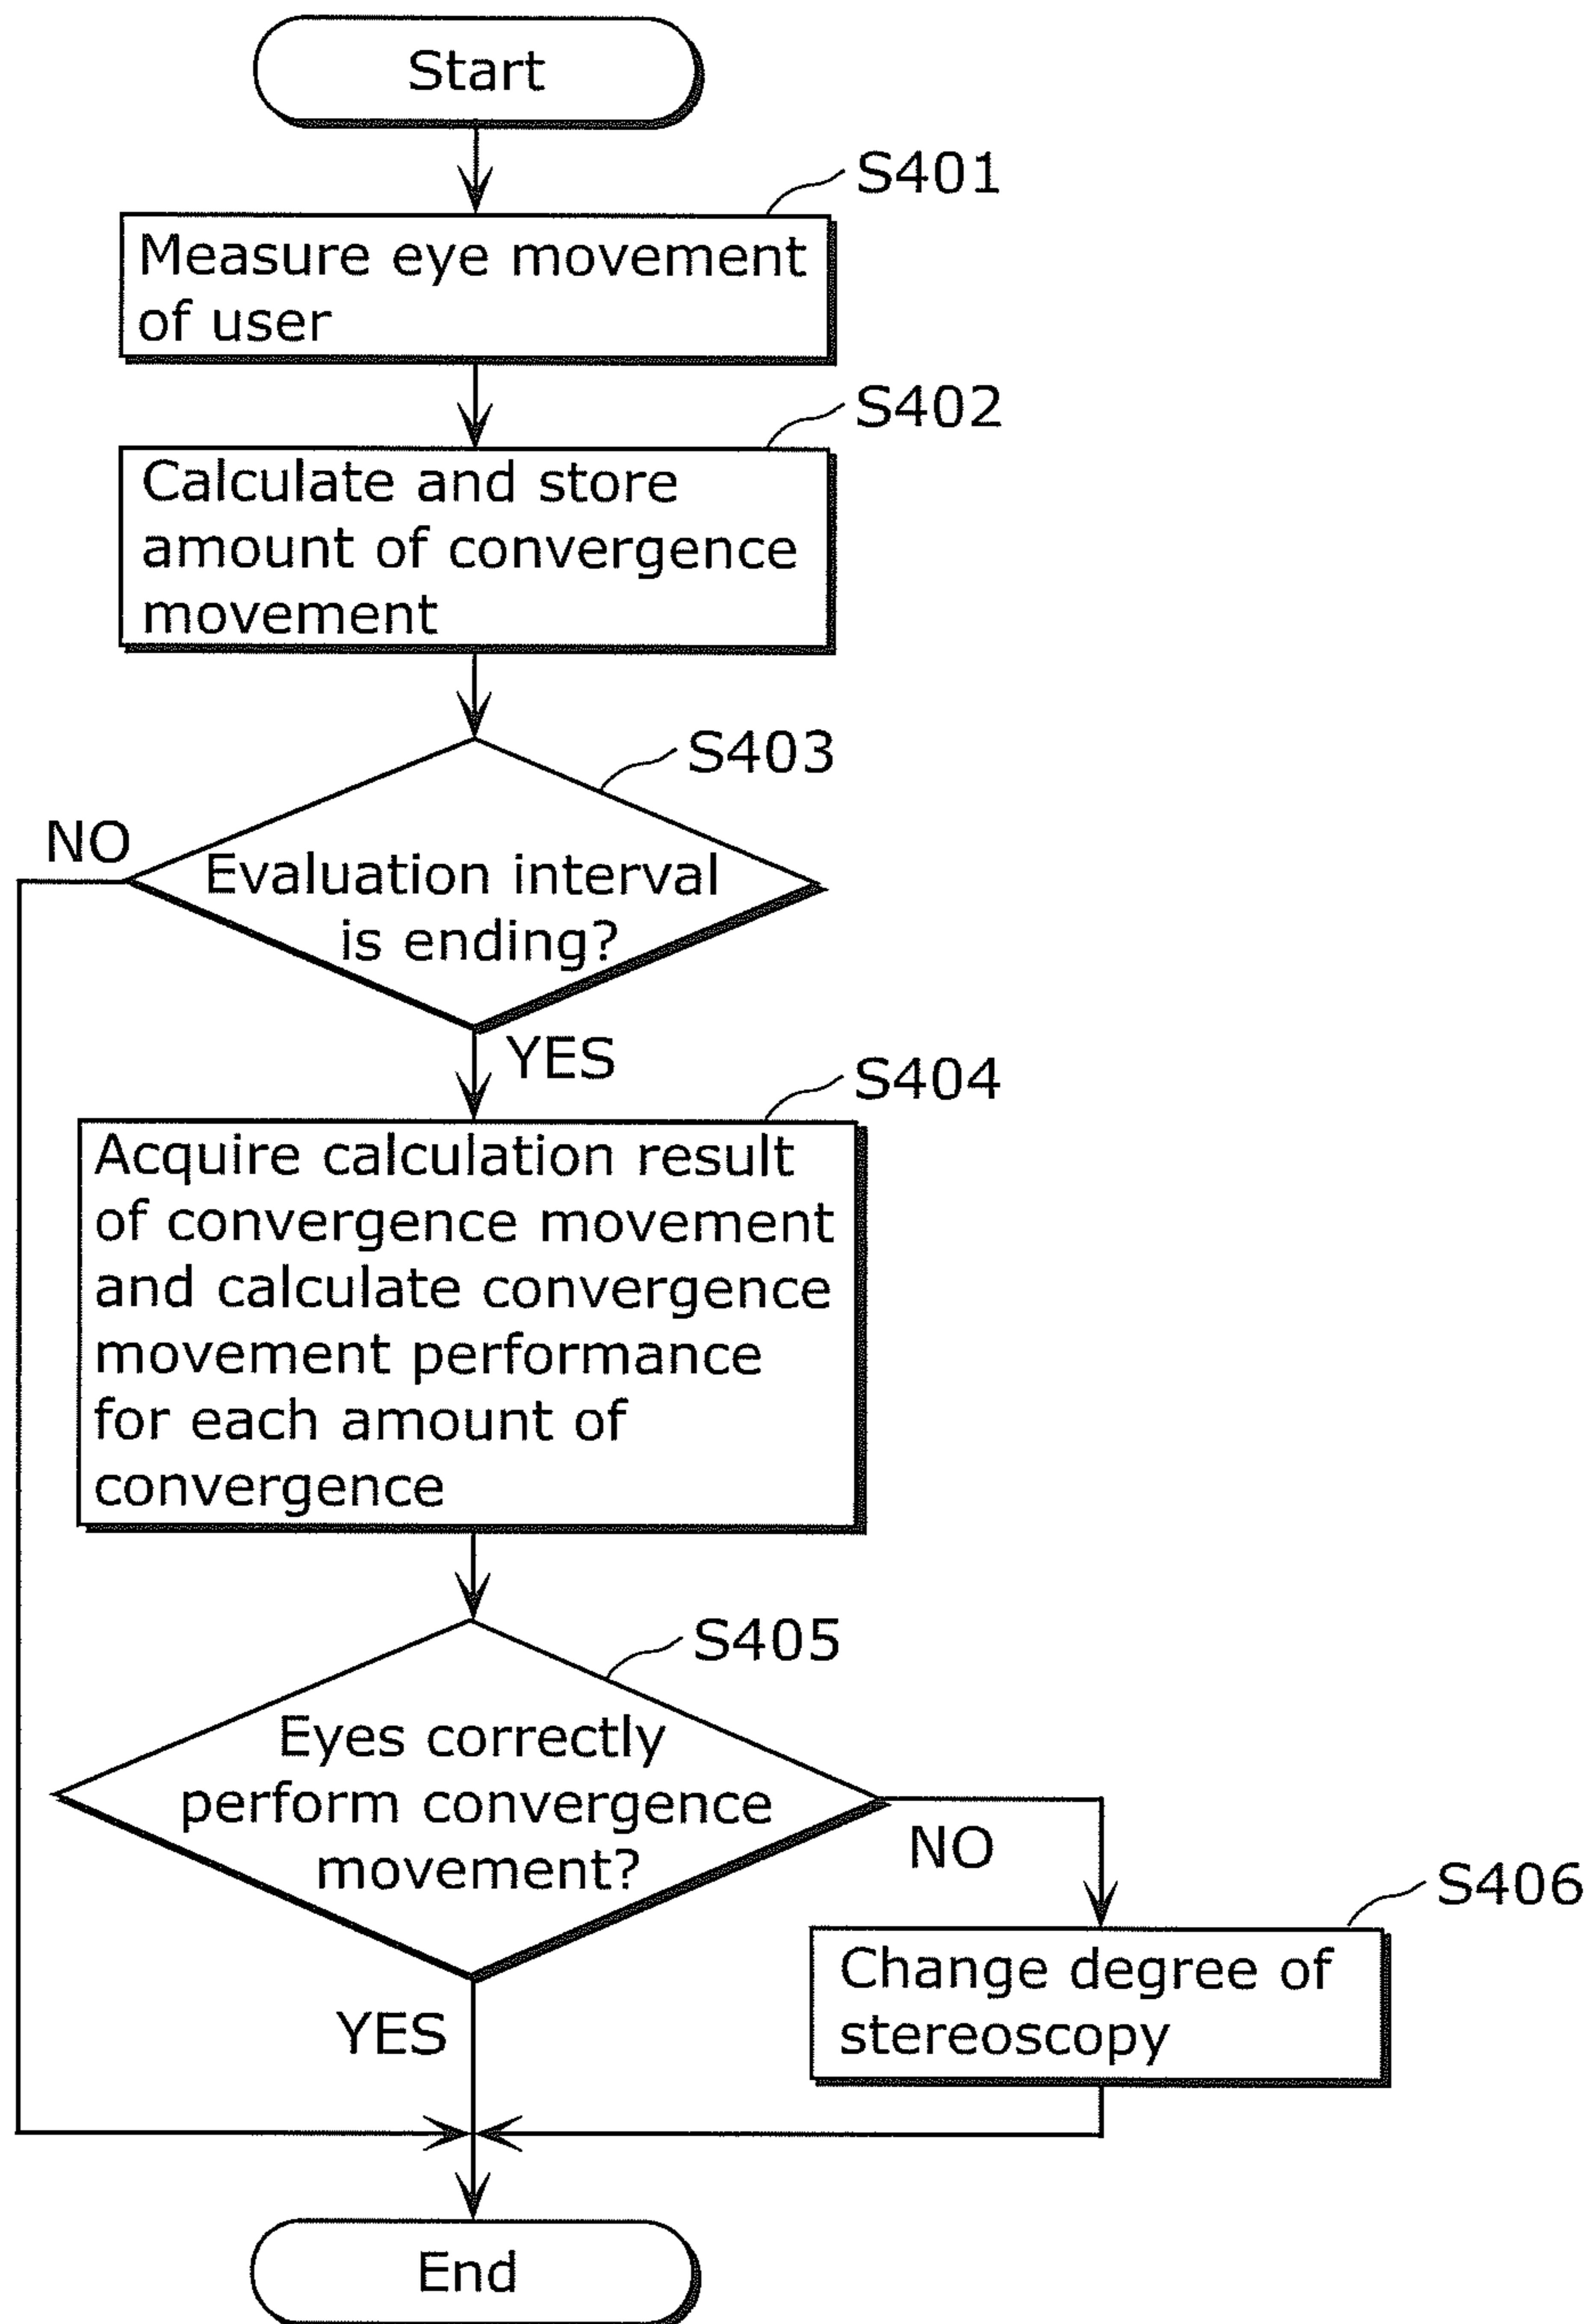 Start
S401
Measure eye movement
of user
S402
Calculate and store
amount of convergence
movement
S403
NO
Evaluation interval
is ending?
YES
S404
Acquire calculation result
of convergence movement
and calculate convergence
movement performance
for each amount of
convergence
S405
Eyes correctly
perform convergence
movement?
NO
S406
Change degree of
stereoscopy
YES
End